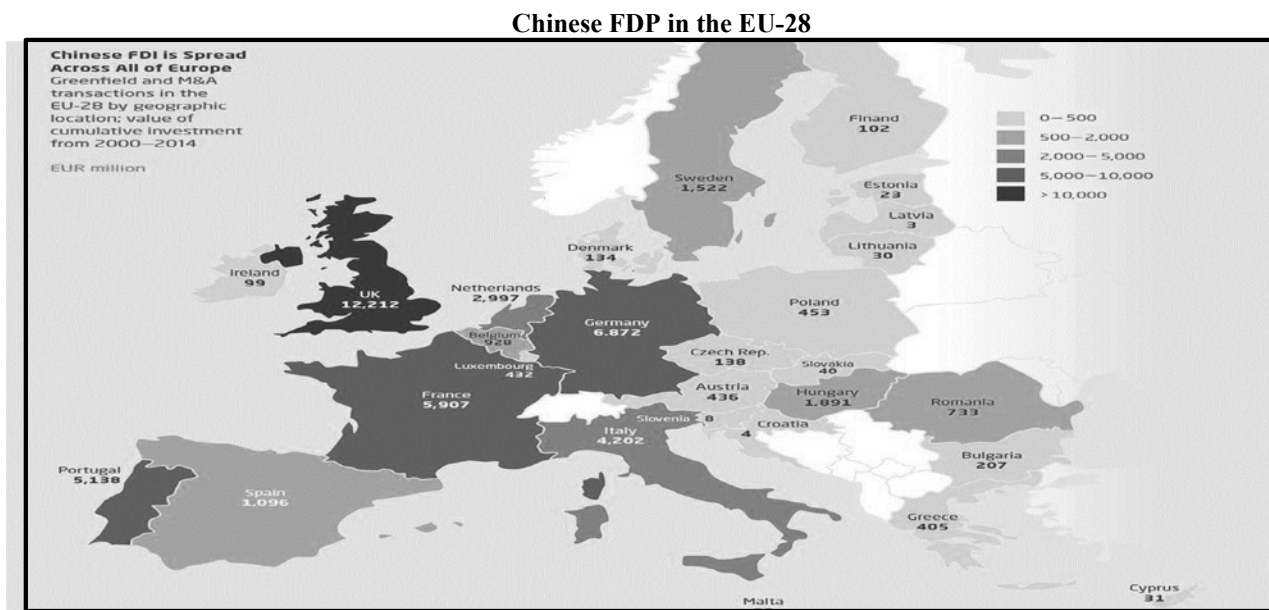 Chinese FDP in the EU-28
Chinese FDI is Spread
Across All of Europe
Greenfield and M&A
transactions in the
EU-28 by geographic
location; value of
cumulative investment
from 2000—2014
EUR million
0—500
500—2,000
2,000—5,000
5,000—10,000
>10,000
Finand
102
Sweden
1,522
Estonia
23
Latvia
3
Lithuania
30
Denmark
134
Ireland
99
UK
12,212
Netherlands
2,997
Belgium
928
Luxembourg
432
Germany
6.872
Poland
453
Czech Rep.
138
Slovakia
40
Austria
436
Hungary
1,891
Romania
733
France
5,907
Slovenia
8
Croatia
4
Italy
4,202
Bulgaria
207
Portugal
5,138
Spain
1,096
Greece
405
Malta
Cyprus
31